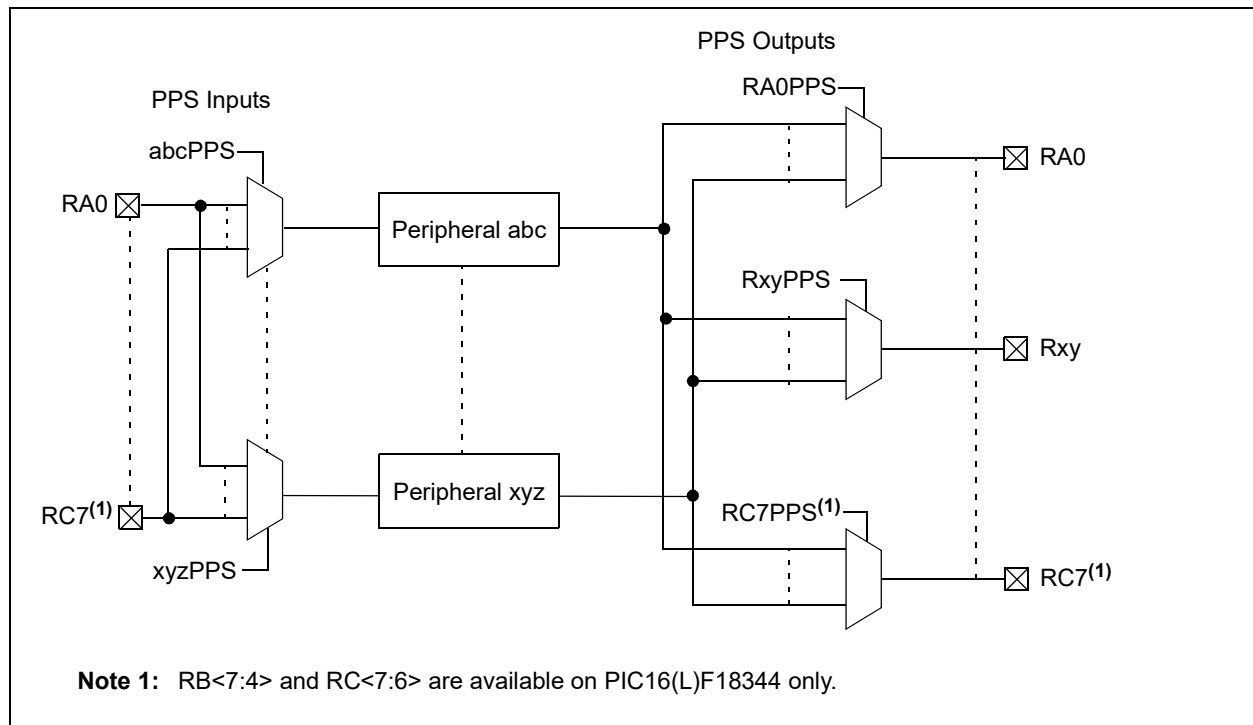 PPS Outputs
RA0PPS
PPS Inputs
abcPPS
RA0
RA0
Peripheral abc
RxyPPS
Rxy
Peripheral xyz
RC7(1)
RC7PPS(1)
xyzPPS
RC7(1)
Note 1: RB<7:4> and RC<7:6> are available on PIC16(L)F18344 only.